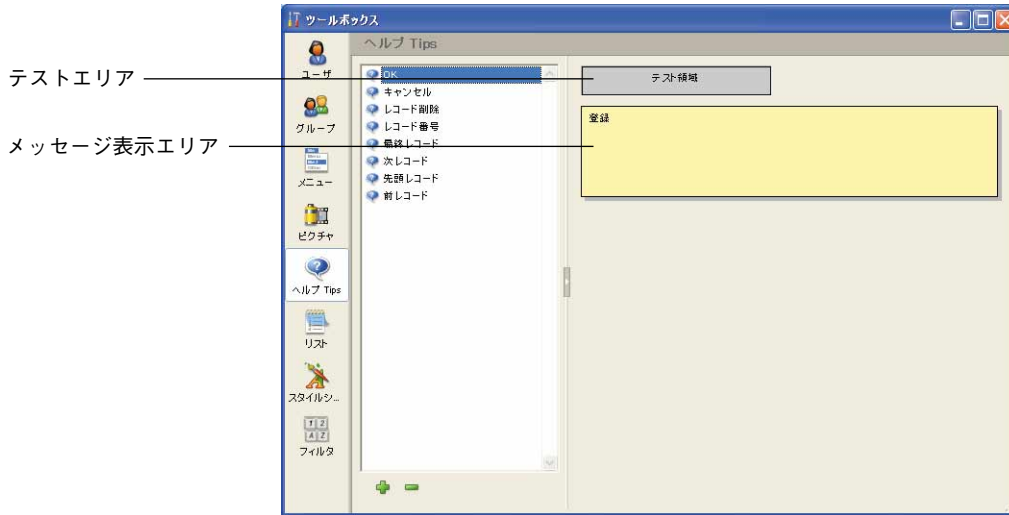 ツールボックス
ヘルプ Tips
テストエリア
メッセージ表示エリア
ユーザ
グループ
メニュー
ピクチャ
ヘルプ Tips
リスト
スタイルシ...
フィルタ
OK
キャンセル
レコード削除
レコード番号
最終レコード
次レコード
先頭レコード
前レコード
テスト領域
登録